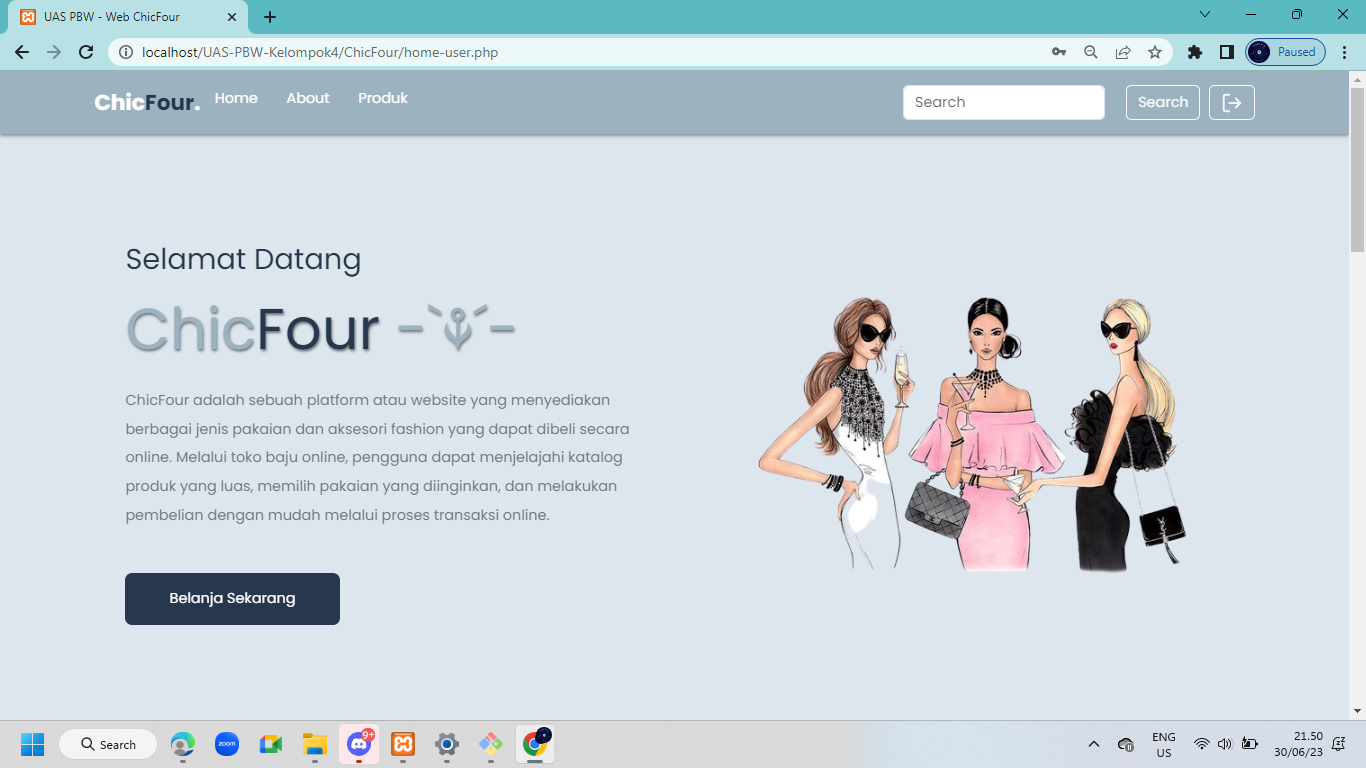 UAS PBW - Web ChicFour
localhost/UAS-PBW-Kelompok4/ChicFour/home-user.php
Paused
ChicFour.
Home
About
Produk
Search
Search
Selamat Datang
ChicFour
ChicFour adalah sebuah platform atau website yang menyediakan
berbagai jenis pakaian dan aksesori fashion yang dapat dibeli secara
online. Melalui toko baju online, pengguna dapat menjelajahi katalog
produk yang luas, memilih pakaian yang diinginkan, dan melakukan
pembelian dengan mudah melalui proses transaksi online.
Belanja Sekarang
Search
zoom
9+
ENG
US
21.50
30/06/23